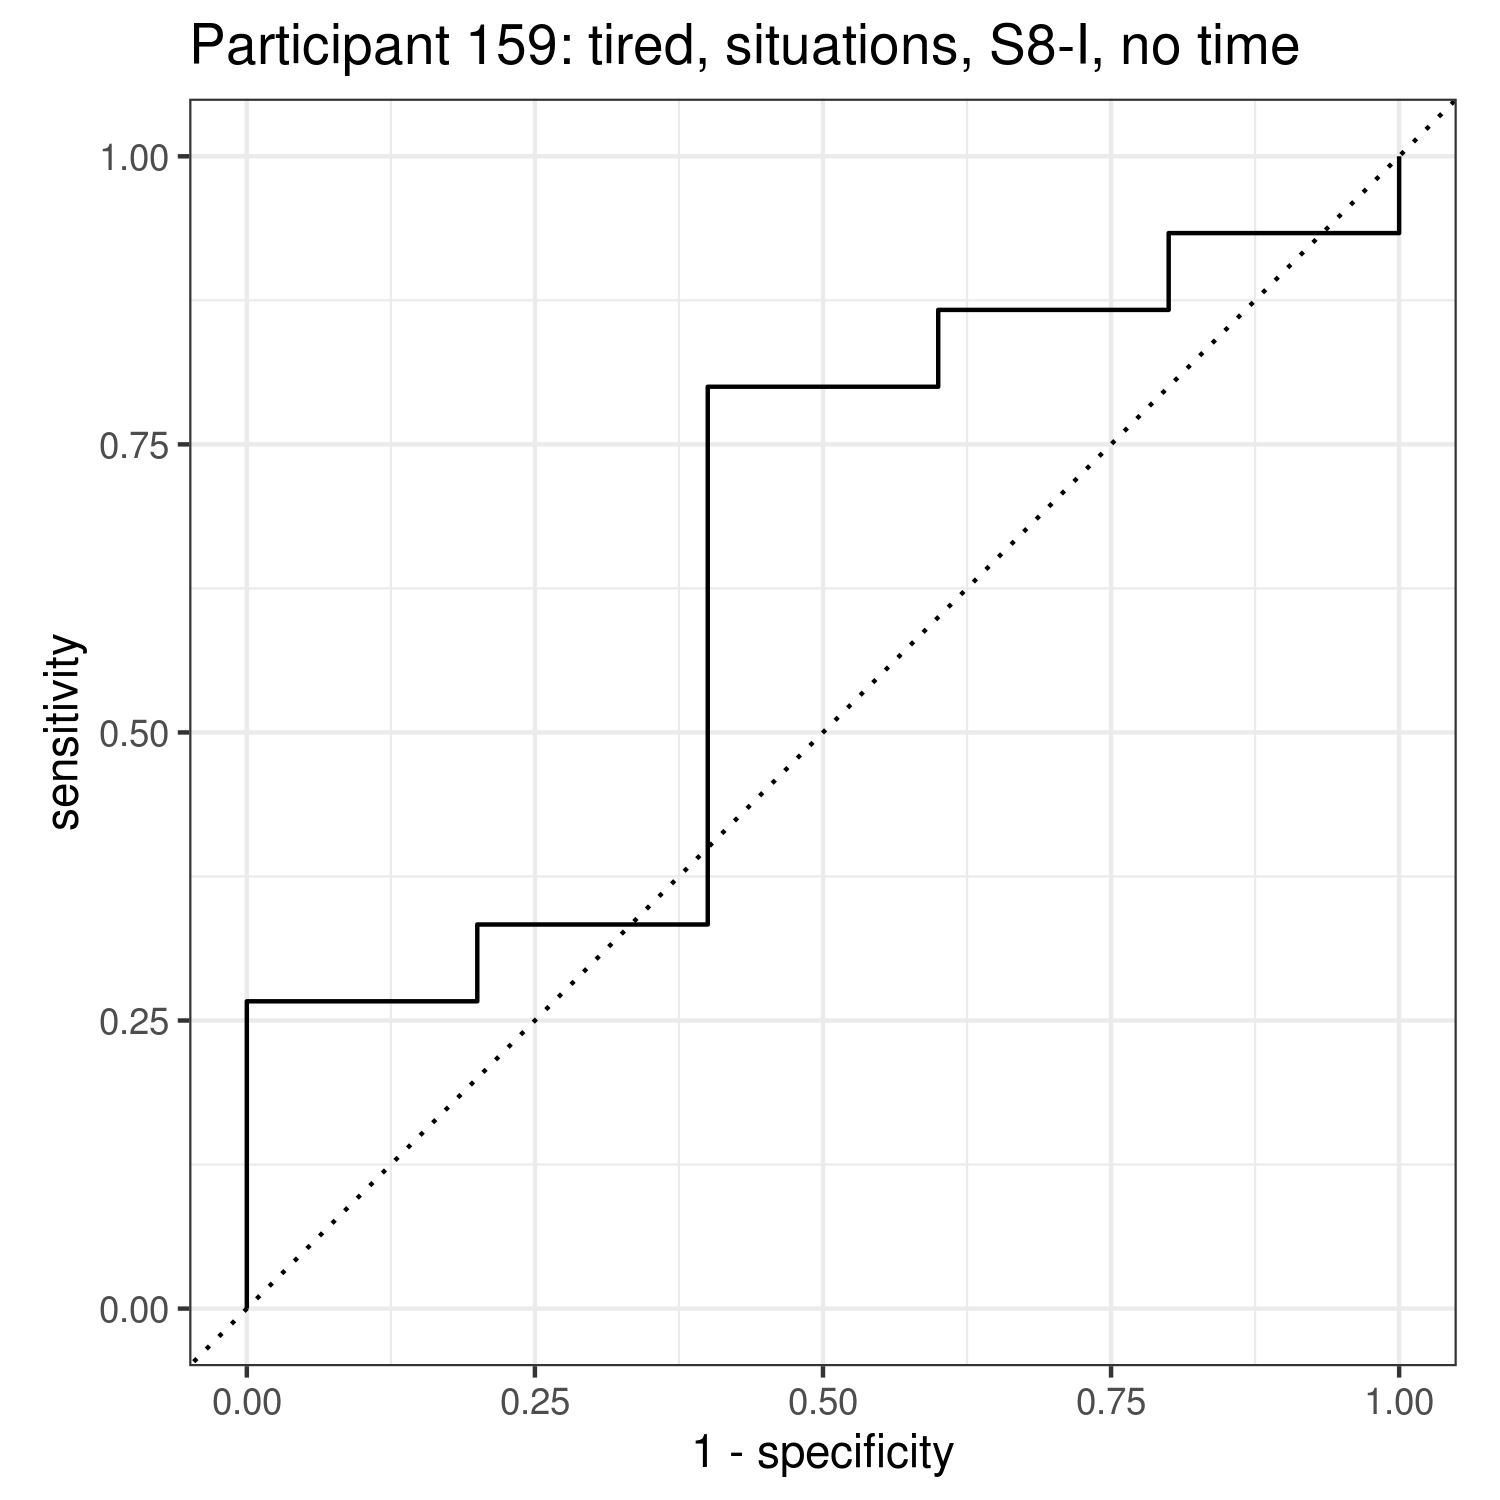 Participant 159: tired, situations, S8-I, no time
1.00
0.75
0.50
0.25
0.00
sensitivity
0.00 0.25 0.50 0.75 1.00
1 - specificity